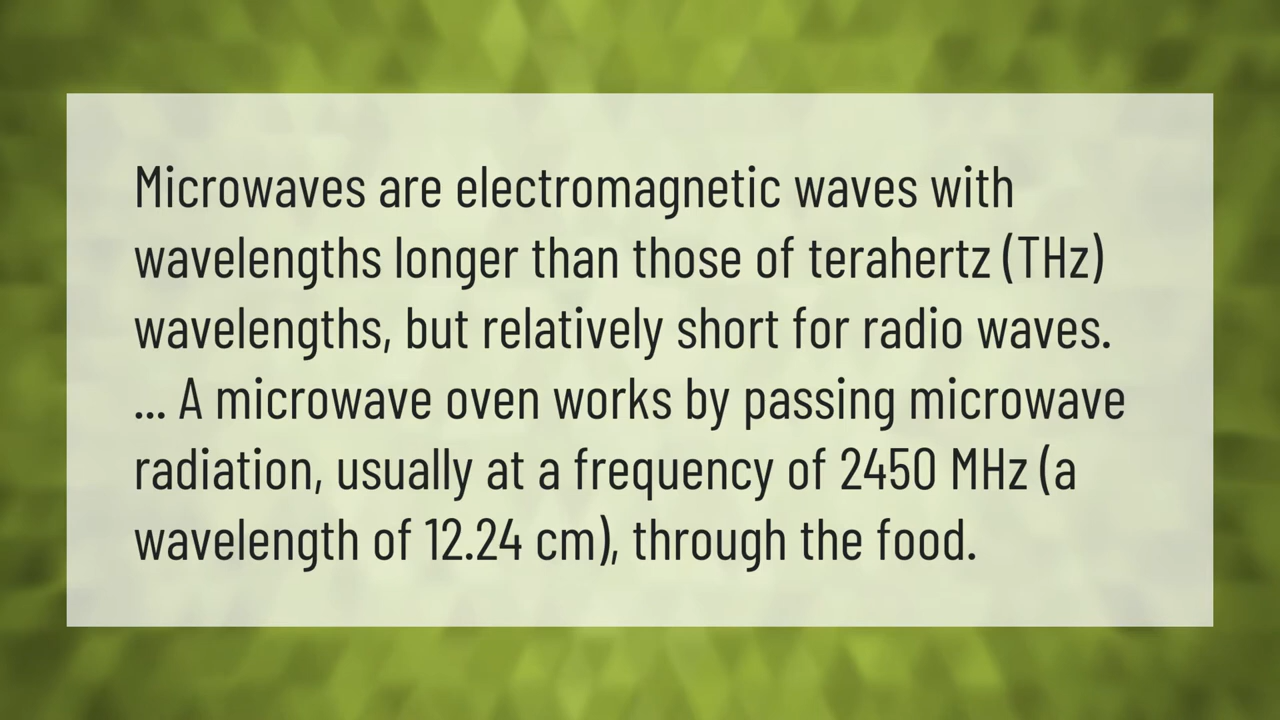 Microwaves are electromagnetic waves with
wavelengths longer than those of terahertz (THz)
wavelengths, but relatively short for radio waves.
... A microwave oven works by passing microwave
radiation, usually at a frequency of 2450 MHz (a
wavelength of 12.24 cm), through the food.